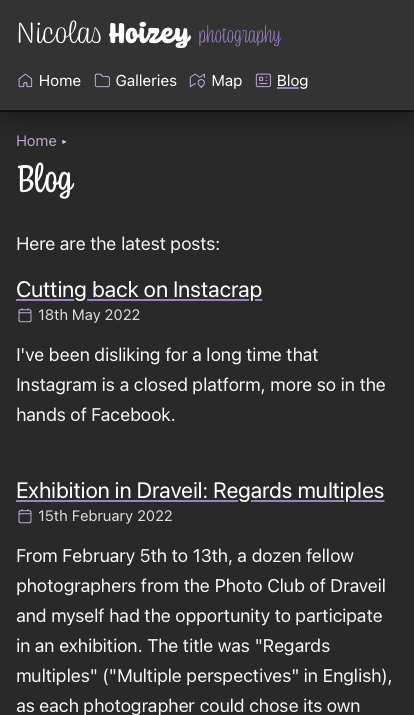 Nicolas Hoizey photography
Home Galleries Map Blog
Home ▸
Blog
Here are the latest posts:
Cutting back on Instacrap
18th May 2022
I've been disliking for a long time that
Instagram is a closed platform, more so in the
hands of Facebook.
Exhibition in Draveil: Regards multiples
15th February 2022
From February 5th to 13th, a dozen fellow
photographers from the Photo Club of Draveil
and myself had the opportunity to participate
in an exhibition. The title was "Regards
multiples" ("Multiple perspectives" in English),
as each photographer could chose its own